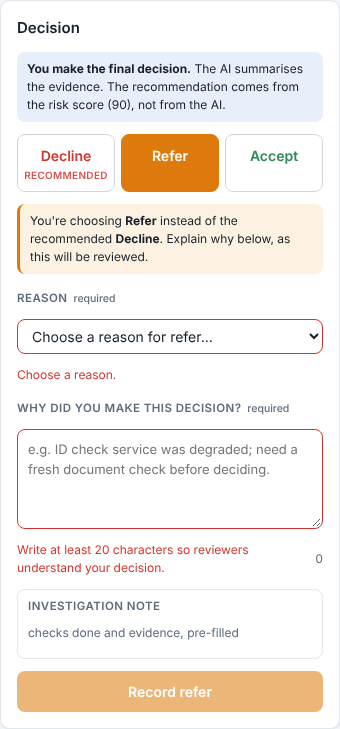 Decision
You make the final decision. The AI summarises
the evidence. The recommendation comes from
the risk score (90), not from the AI.
Decline
RECOMMENDED
Refer
Accept
You're choosing Refer instead of the
recommended Decline. Explain why below, as
this will be reviewed.
REASON required
Choose a reason for refer...
Choose a reason.
WHY DID YOU MAKE THIS DECISION? required
e.g. ID check service was degraded; need a
fresh document check before deciding.
Write at least 20 characters so reviewers
understand your decision.
0
INVESTIGATION NOTE
checks done and evidence, pre-filled
Record refer